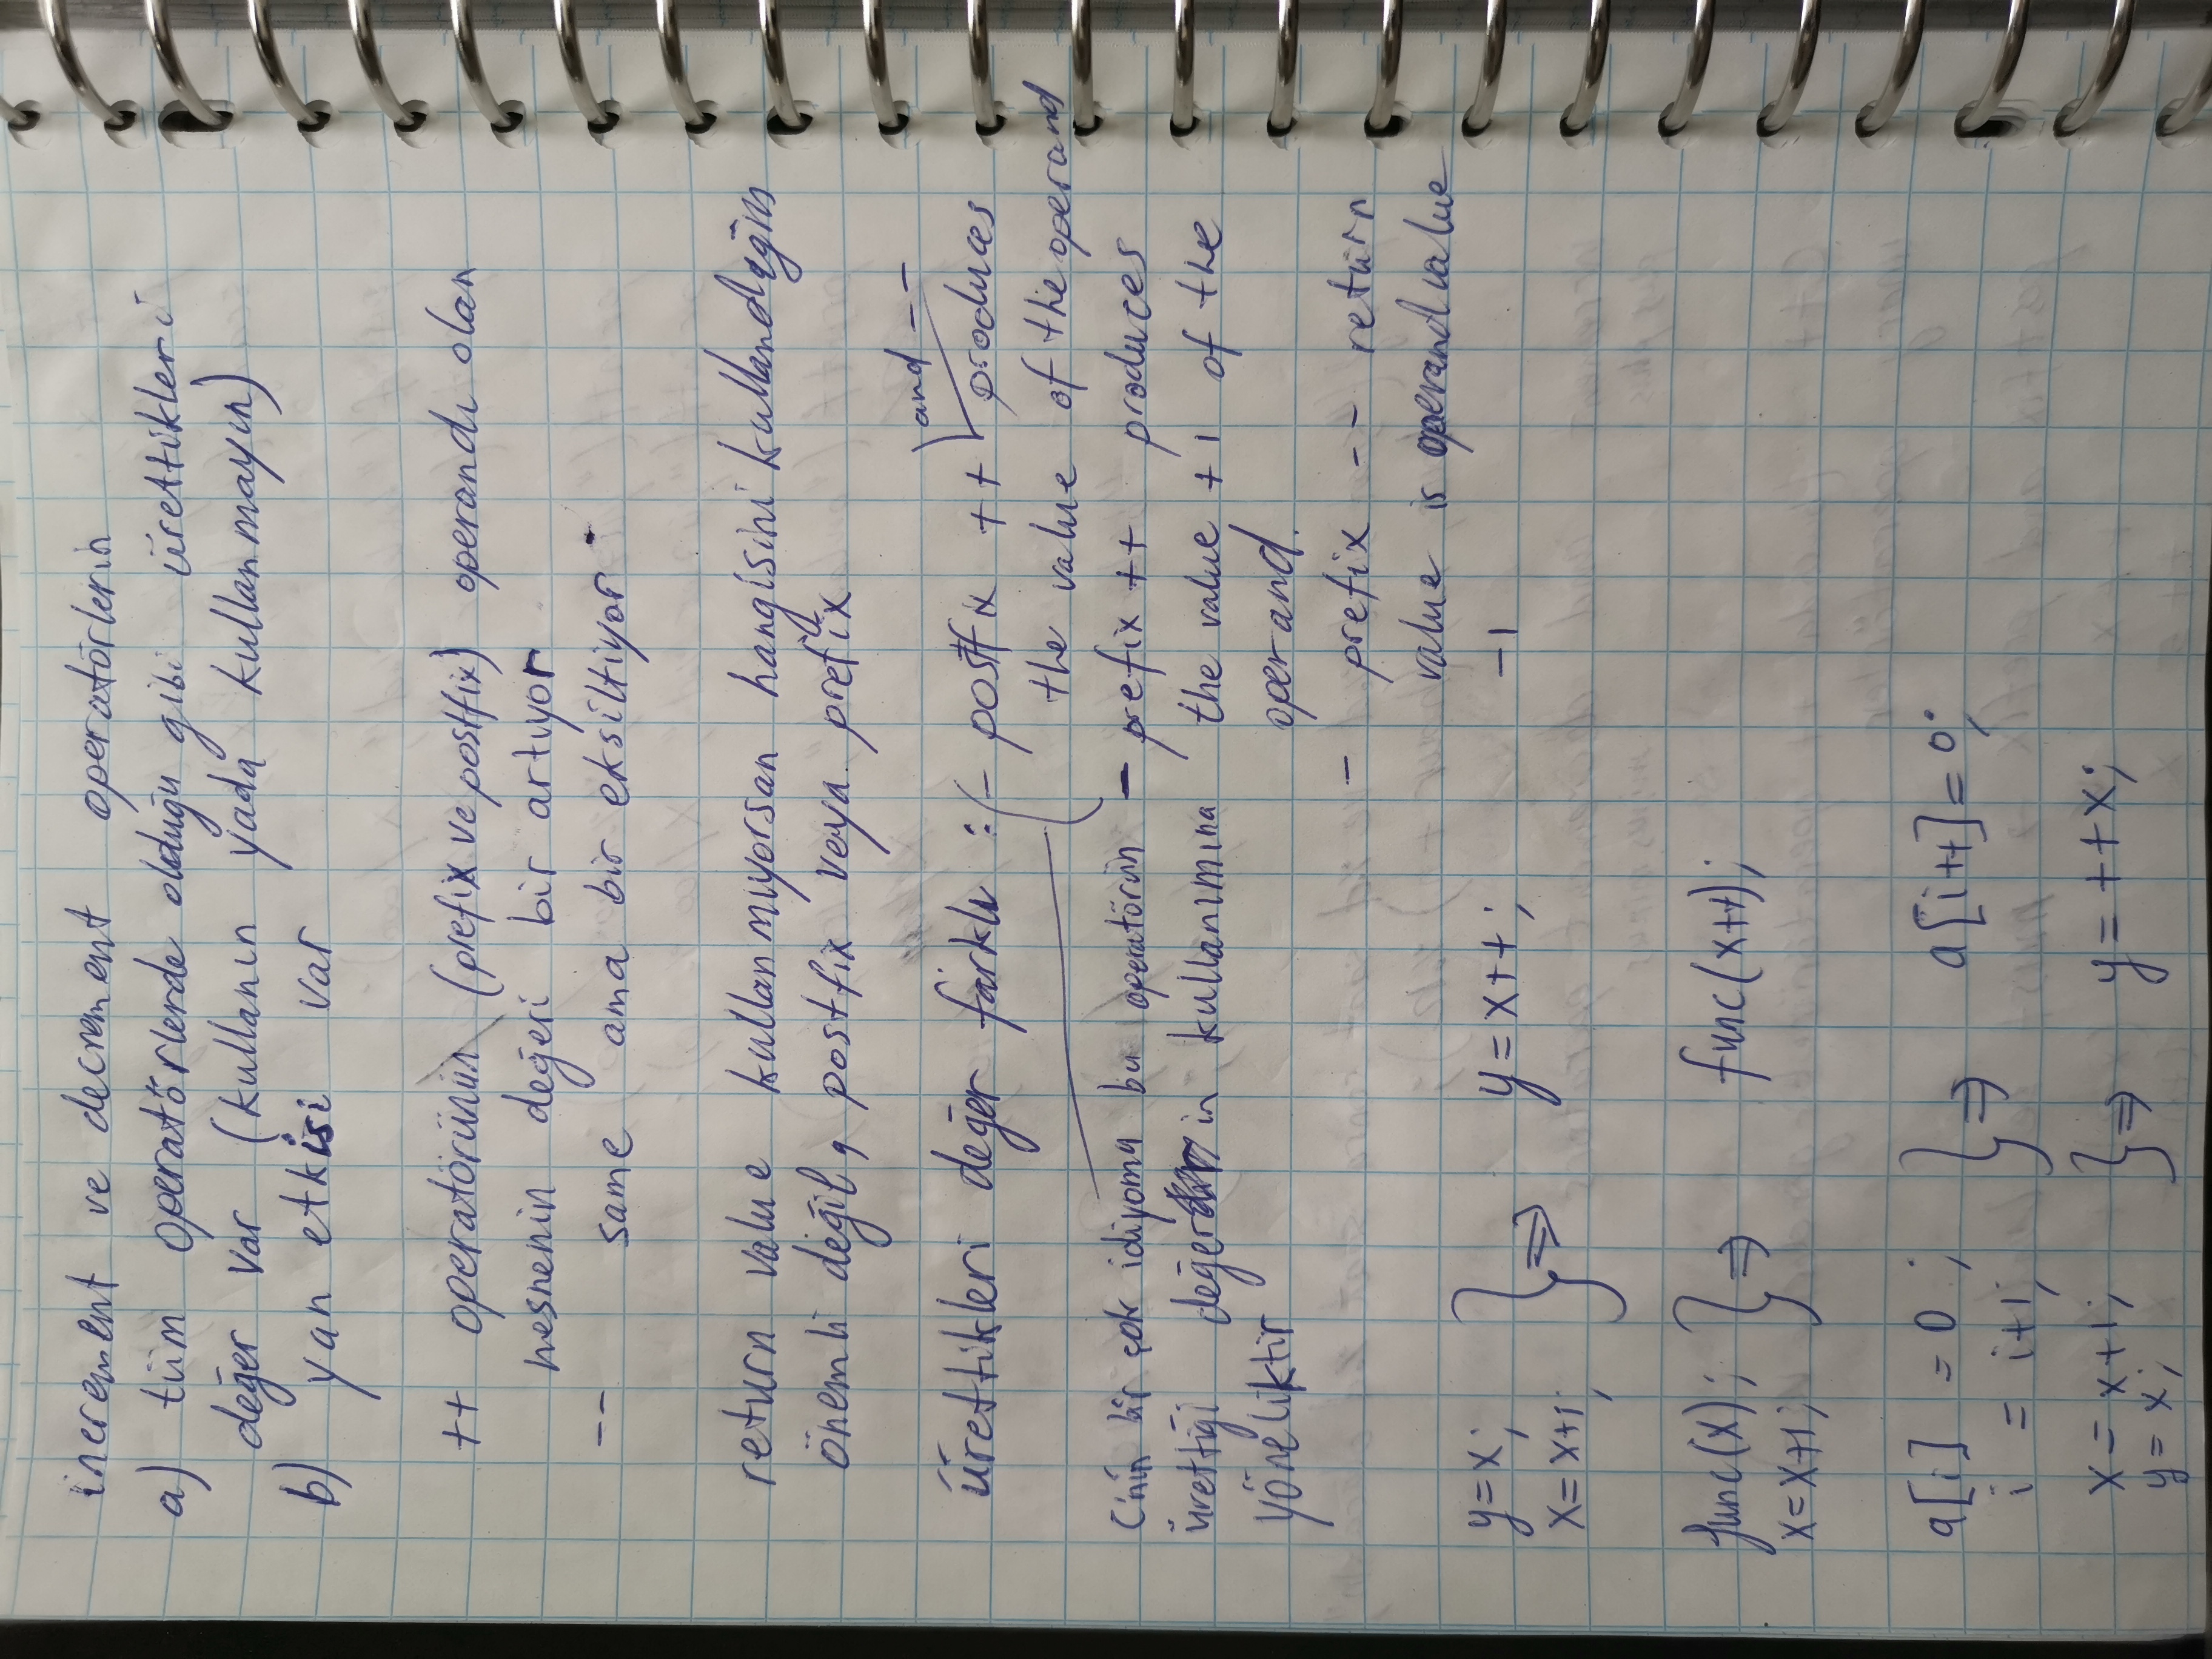 increment ve decrement operatörlerin
a) tüm operatörlerde olduğu gibi ürettikleri
değer var (kullanın yada kullanmayın)
b) yan etkisi var
++ operatörünün (prefix ve postfix) operandı olan
nesnenin değeri bir artıyor
-- same ama bir eksiltiyor
return value kullanmıyorsan hangisini kullandığın
önemli değil, postfix veya prefix
ürettikleri değer farklı :
- postfix ++ and -- produces
the value of the operand
- prefix ++ produces
the value +1 of the
operand.
- prefix -- return
value is operand value
-1
C'nin bir çok idiyomu bu operatörün
ürettiği değerin kullanımına
yöneliktir
y=x; } => y=x++;
x=x+1;
func(x); } => func(x++);
x=x+1;
a[i] = 0; } => a[i++]=0;
i = i+1;
x=x+1; } => y=++x;
y=x;